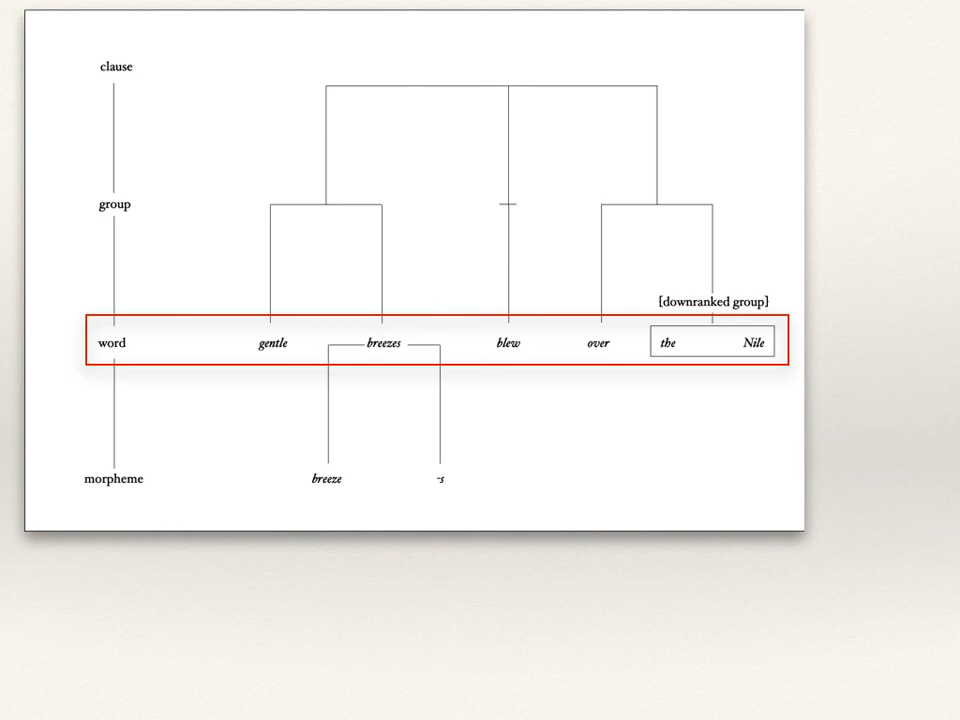 clause
group
[downranked group]
word gentle breezes blew over the Nile
morpheme breeze -s